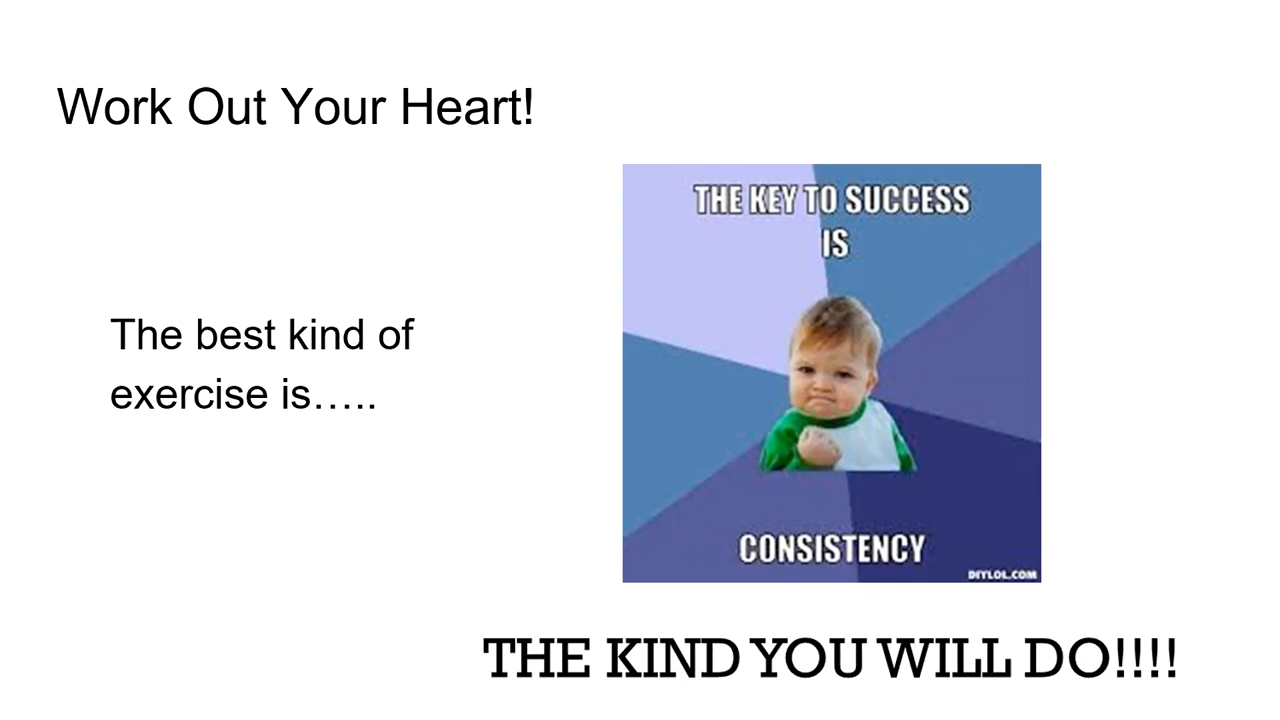 Work Out Your Heart!
The best kind of
exercise is…..
THE KEY TO SUCCESS
IS
CONSISTENCY
DIYLOL.COM
THE KIND YOU WILL DO!!!!